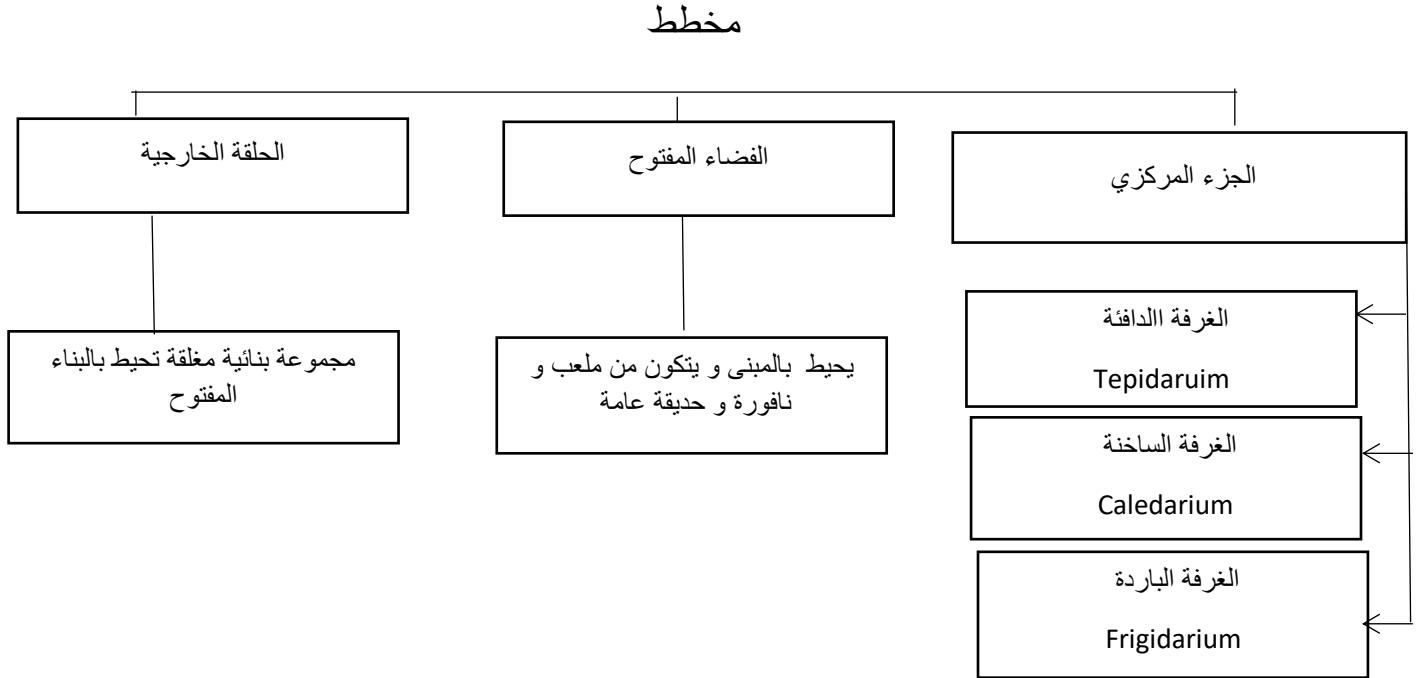 مخطط
الجزء المركزي
الفضاء المفتوح
الحلقة الخارجية
الغرفة االدافئة
Tepidaruim
الغرفة الساخنة
Caledarium
الغرفة الباردة
Frigidarium
يحيط بالمبنى و يتكون من ملعب و
نافورة و حديقة عامة
مجموعة بنائية مغلقة تحيط بالبناء
المفتوح